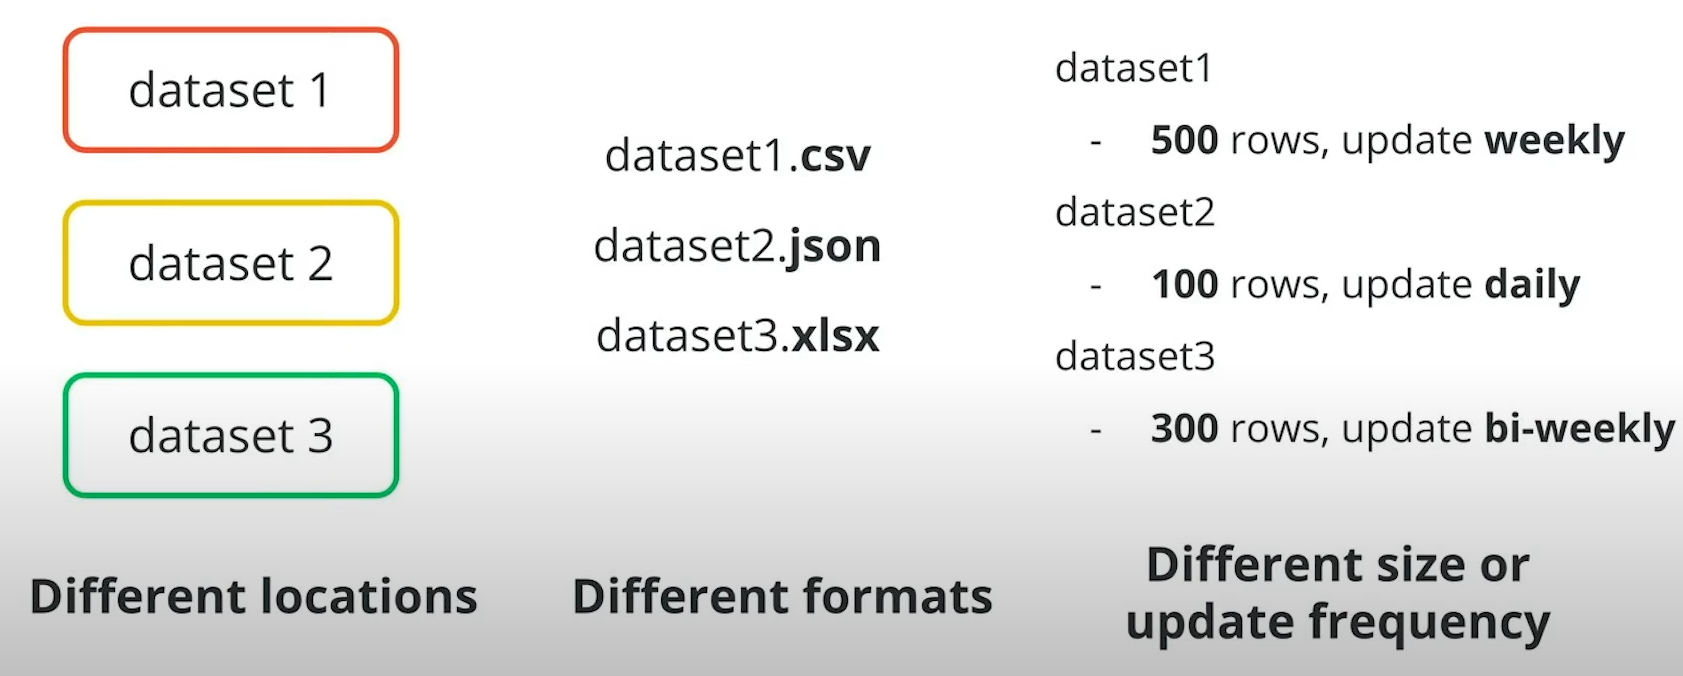 dataset 1
dataset 2
dataset 3
Different locations
dataset1.csv
dataset2.json
dataset3.xlsx
Different formats
dataset1
- 500 rows, update weekly
dataset2
- 100 rows, update daily
dataset3
- 300 rows, update bi-weekly
Different size or
update frequency